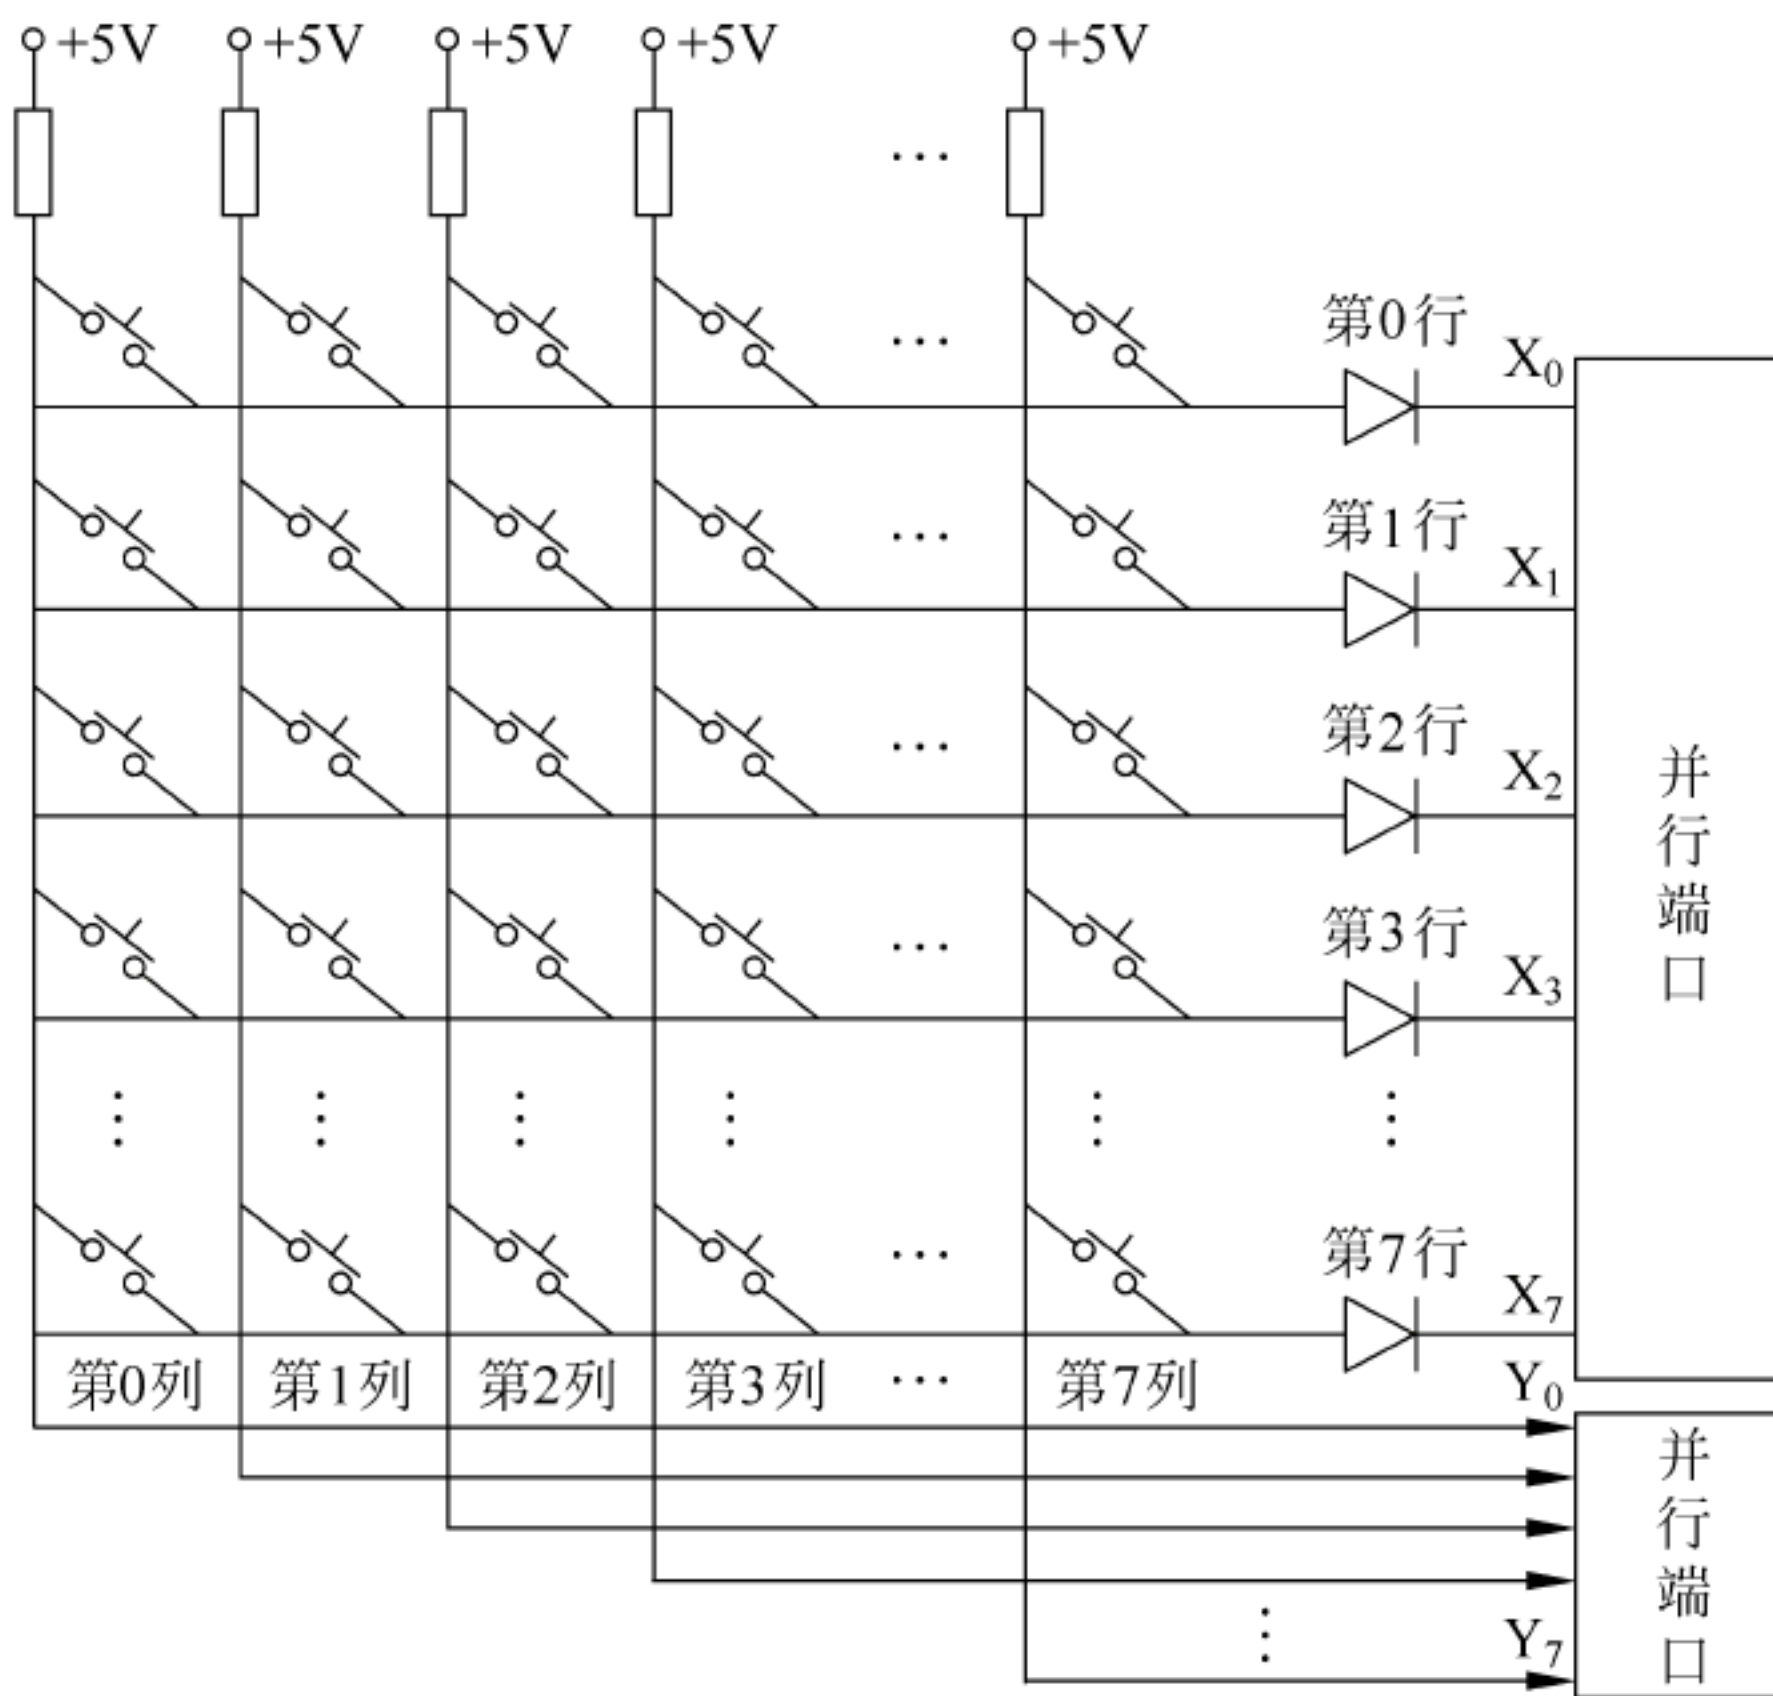 +5V +5V +5V +5V +5V
…
… 第0行 X₀
… 第1行 X₁
… 第2行 X₂
… 第3行 X₃
⋮ ⋮ ⋮ ⋮ ⋮ ⋮
… 第7行 X₇
并行端口
第0列 第1列 第2列 第3列 … 第7列 Y₀
⋮ Y₇
并行端口